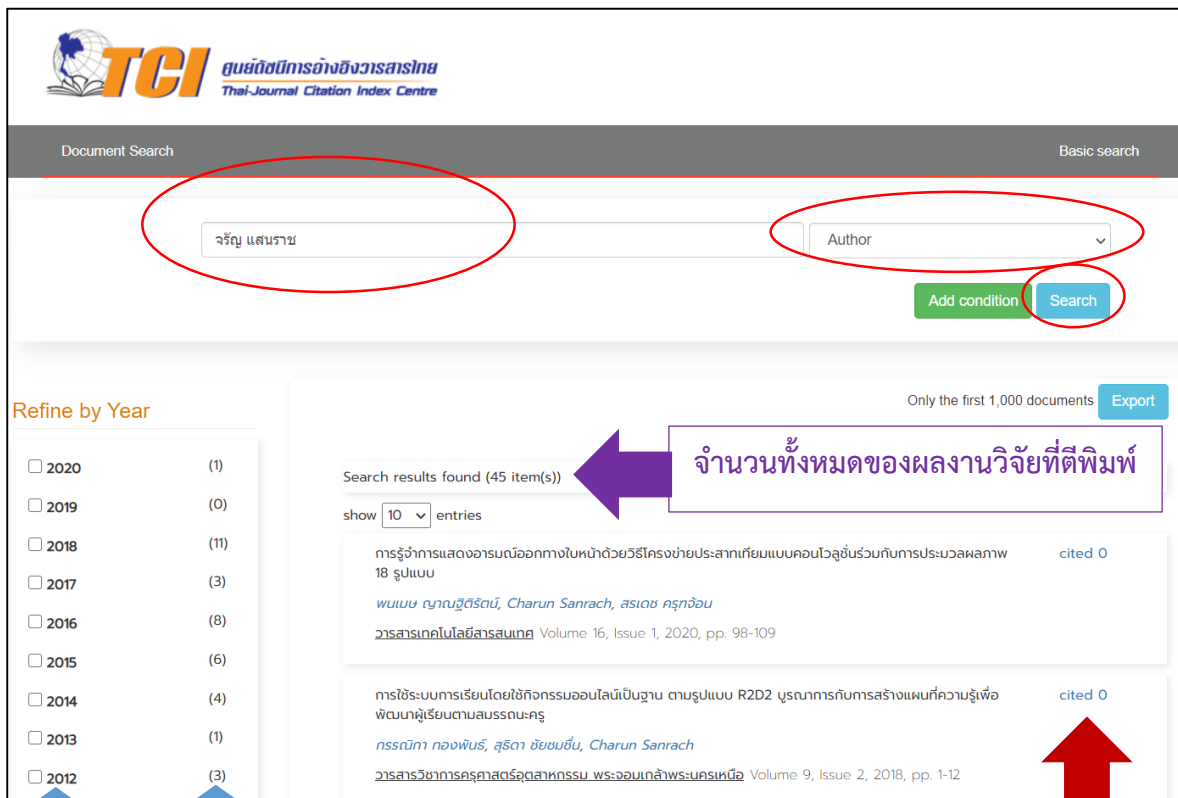 TCI ศูนย์ดัชนีการอ้างอิงวารสารไทย
Thai-Journal Citation Index Centre
Document Search Basic search
จรัญ แสนราช Author
Add condition Search
Refine by Year
Only the first 1,000 documents Export
2020 (1)
2019 (0)
2018 (11)
2017 (3)
2016 (8)
2015 (6)
2014 (4)
2013 (1)
2012 (3)
จำนวนทั้งหมดของผลงานวิจัยที่ตีพิมพ์
Search results found (45 item(s))
show 10 entries
การรู้จำการแสดงอารมณ์ออกทางใบหน้าด้วยวิธีโครงข่ายประสาทเทียมแบบคอนโวลูชั่นร่วมกับการประมวลผลภาพ cited 0
18 รูปแบบ
พนเมษ ญาณฐิติรัตน์, Charun Sanrach, สรเดช ครุฑจ้อน
วารสารเทคโนโลยีสารสนเทศ Volume 16, Issue 1, 2020, pp. 98-109
การใช้ระบบการเรียนโดยใช้กิจกรรมออนไลน์เป็นฐาน ตามรูปแบบ R2D2 บูรณาการกับการสร้างแผนที่ความรู้เพื่อ cited 0
พัฒนาผู้เรียนตามสมรรถนะครู
กรรณิกา ทองพันธ์, สุธิดา ชัยชมชื่น, Charun Sanrach
วารสารวิชาการครุศาสตร์อุตสาหกรรม พระจอมเกล้าพระนครเหนือ Volume 9, Issue 2, 2018, pp. 1-12